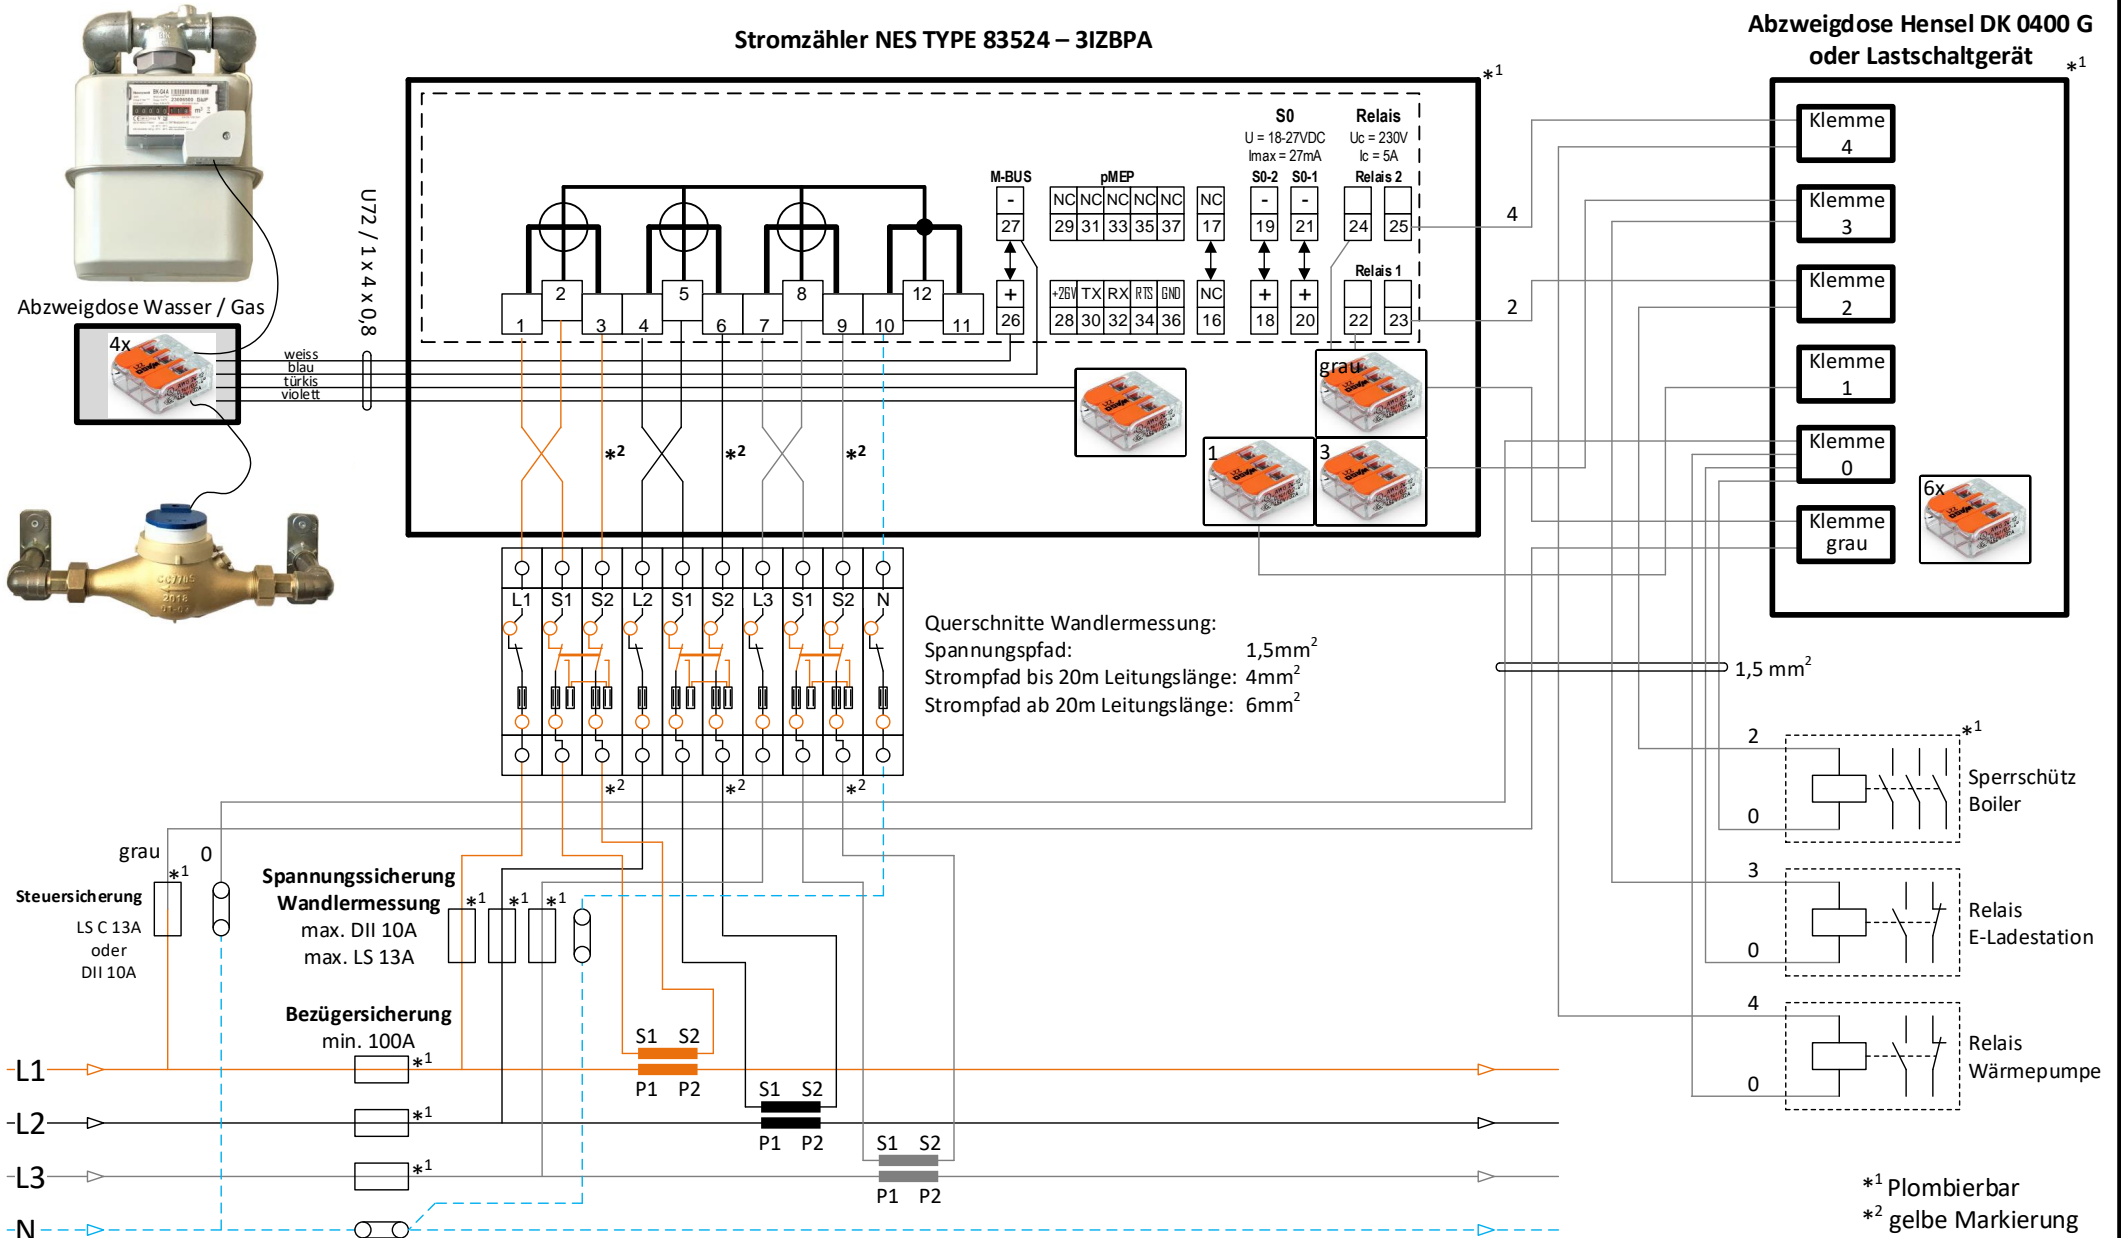 Stromzähler NES TYPE 83524 – 3IZBPA
*1
Abzweigdose Hensel DK 0400 G
oder Lastschaltgerät
*1
S0
U = 18-27VDC
Imax = 27mA
S0-2 S0-1
Relais
Uc = 230V
Ic = 5A
Relais 2
M-BUS
pMEP
- NC NC NC NC NC NC - -
27 29 31 33 35 37 17 19 21 24 25
Relais 1
+ +26V TX RX RTS GND NC + +
26 28 30 32 34 36 16 18 20 22 23
2 5 8 12
1 3 4 6 7 9 10 11
4
2
Klemme
4
Klemme
3
Klemme
2
Klemme
1
Klemme
0
Klemme
grau
6x
U72 / 1 x 4 x 0,8
Abzweigdose Wasser / Gas
4x
weiss
blau
türkis
violett
grau
1
3
*2 *2 *2
CC770S
2018
L1 S1 S2 L2 S1 S2 L3 S1 S2 N
*2 *2 *2
Querschnitte Wandlermessung:
Spannungspfad: 1,5mm2
Strompfad bis 20m Leitungslänge: 4mm2
Strompfad ab 20m Leitungslänge: 6mm2
1,5 mm2
2
0
*1
Sperrschütz
Boiler
3
0
Relais
E-Ladestation
4
0
Relais
Wärmepumpe
grau 0
*1
Steuersicherung
LS C 13A
oder
DII 10A
Spannungssicherung
Wandlermessung
max. DII 10A
max. LS 13A
*1 *1 *1
Bezügersicherung
min. 100A
L1 *1
S1 S2
P1 P2
L2 *1
S1 S2
P1 P2
L3 *1
S1 S2
P1 P2
N
*1 Plombierbar
*2 gelbe Markierung